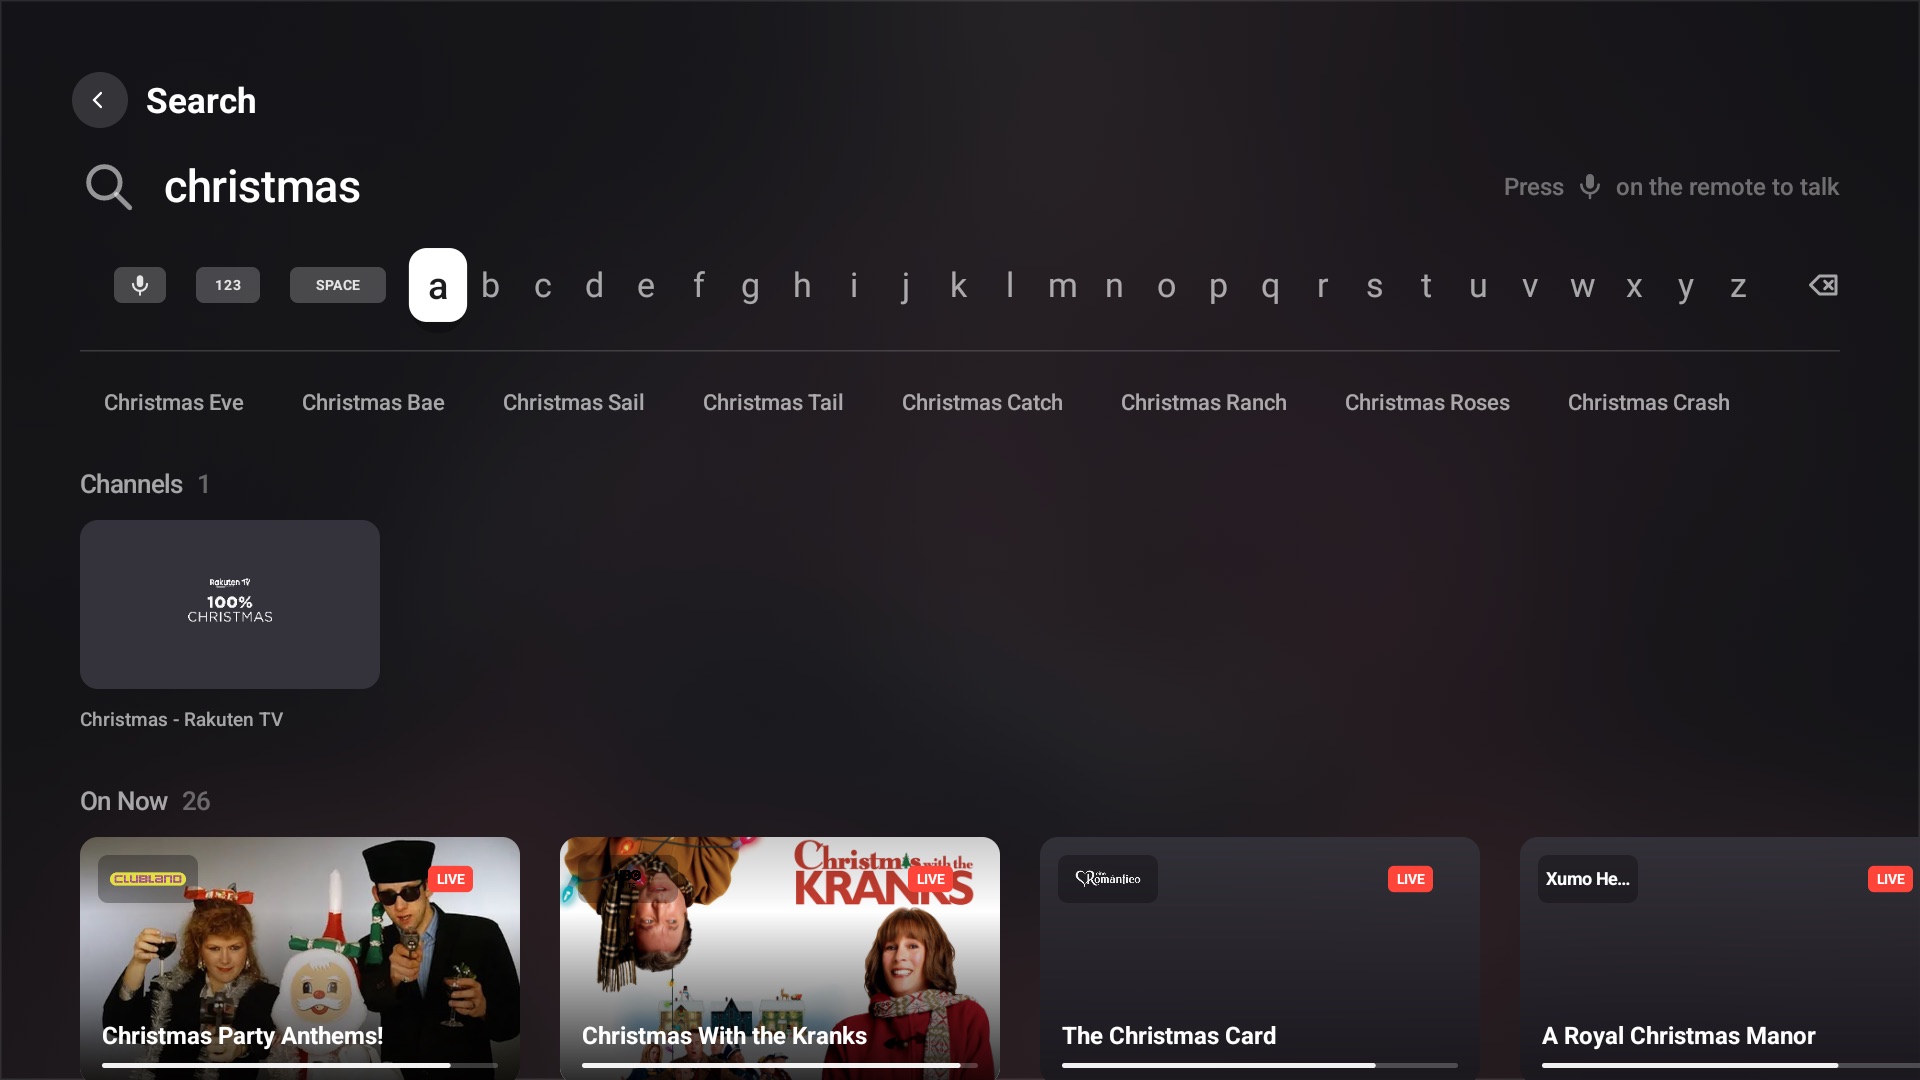 Search
christmas
Press on the remote to talk
123 SPACE a b c d e f g h i j k l m n o p q r s t u v w x y z
Christmas Eve Christmas Bae Christmas Sail Christmas Tail Christmas Catch Christmas Ranch Christmas Roses Christmas Crash
Channels 1
Rakuten TV
100%
CHRISTMAS
Christmas - Rakuten TV
On Now 26
CLUBLAND LIVE
Christmas Party Anthems!
HBO LIVE
Christmas with the
KRANKS
Christmas With the Kranks
cine
Romántico LIVE
The Christmas Card
Xumo He... LIVE
A Royal Christmas Manor